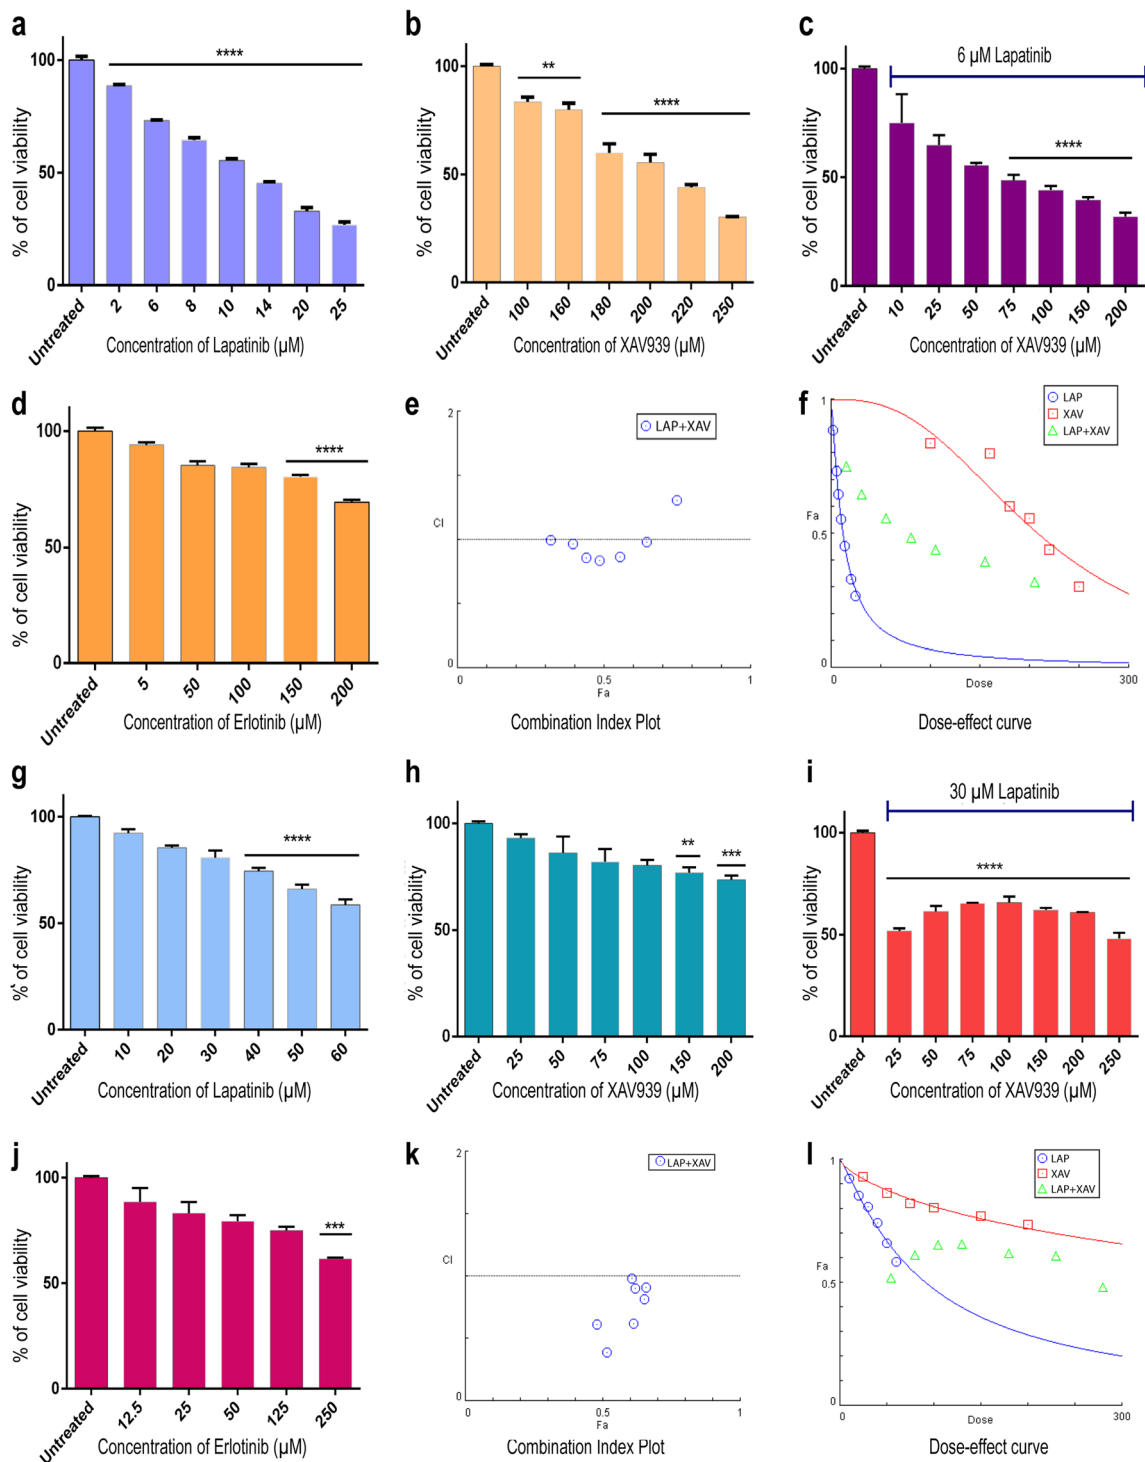 a
****
100
50
0
% of cell viability
Untreated 2 6 8 10 14 20 25
Concentration of Lapatinib (µM)
b
**
****
100
50
0
% of cell viability
Untreated 100 160 180 200 220 250
Concentration of XAV939 (µM)
c
6 µM Lapatinib
****
100
50
0
% of cell viability
Untreated 10 25 50 75 100 150 200
Concentration of XAV939 (µM)
d
****
100
50
0
% of cell viability
Untreated 5 50 100 150 200
Concentration of Erlotinib (µM)
e
2
LAP+XAV
CI
0
0 0.5 1
Fa
Combination Index Plot
f
LAP
XAV
LAP+XAV
1
Fa
0.5
0
0 Dose 300
Dose-effect curve
g
****
100
50
0
% of cell viability
Untreated 10 20 30 40 50 60
Concentration of Lapatinib (µM)
h
**
***
100
50
0
% of cell viability
Untreated 25 50 75 100 150 200
Concentration of XAV939 (µM)
i
30 µM Lapatinib
****
100
50
0
% of cell viability
Untreated 25 50 75 100 150 200 250
Concentration of XAV939 (µM)
j
***
100
50
0
% of cell viability
Untreated 12.5 25 50 125 250
Concentration of Erlotinib (µM)
k
2
LAP+XAV
CI
0
0 0.5 1
Fa
Combination Index Plot
l
LAP
XAV
LAP+XAV
1
Fa
0.5
0
0 Dose 300
Dose-effect curve